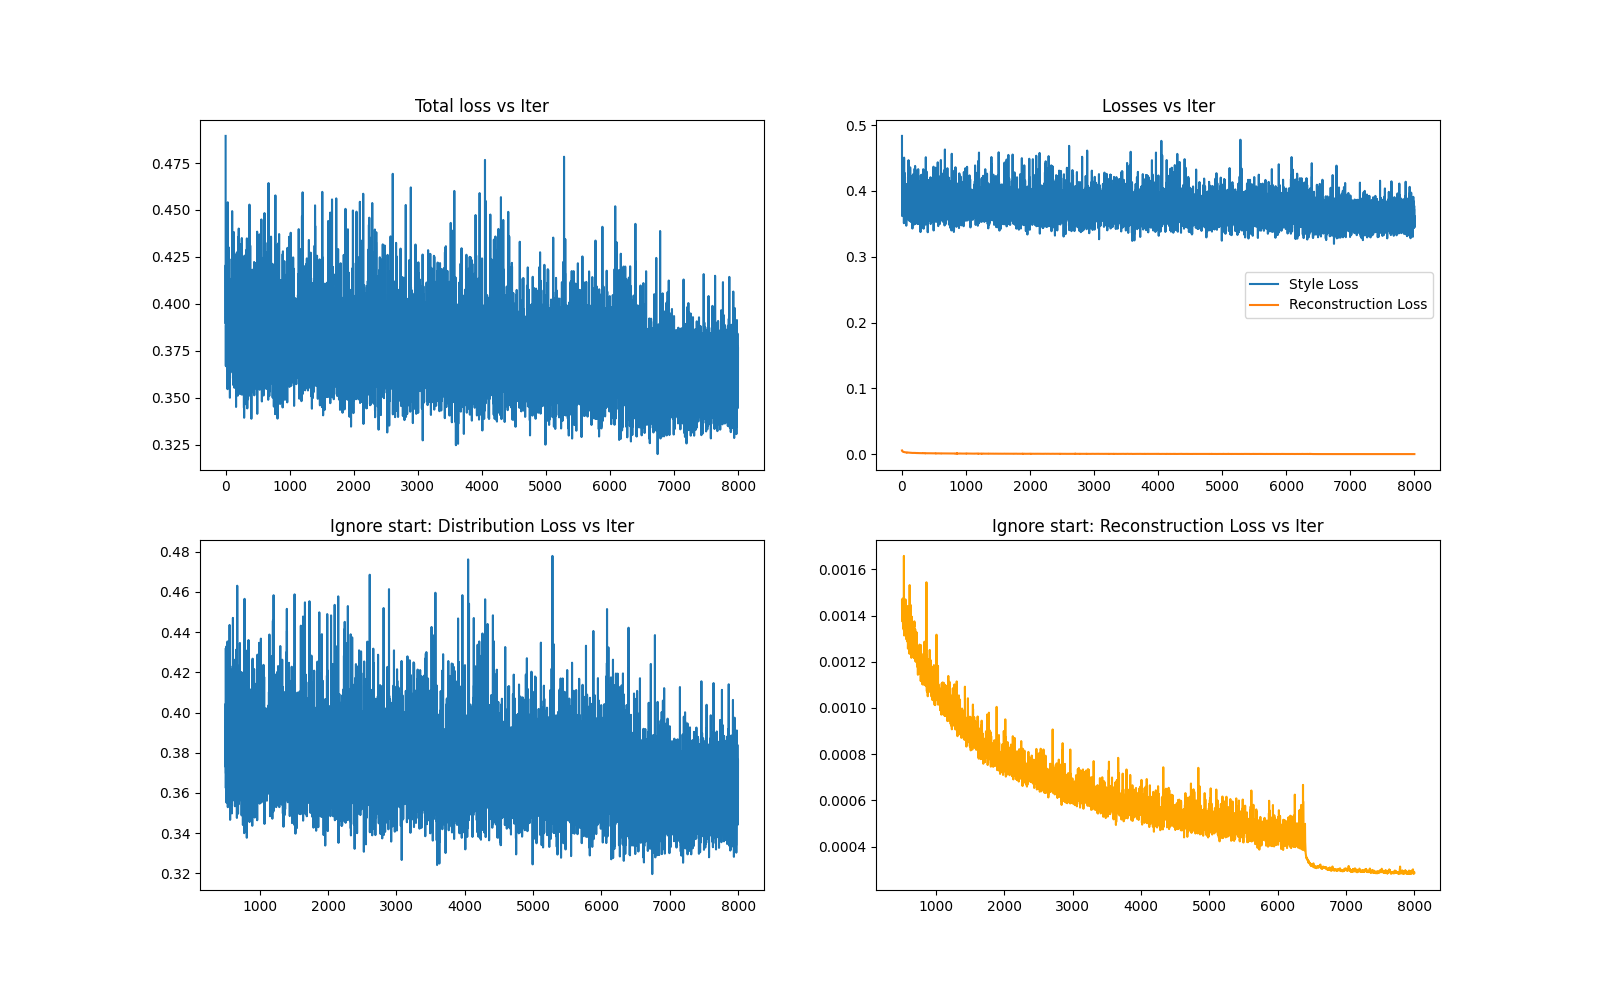 Total loss vs Iter
0.475
0.450
0.425
0.400
0.375
0.350
0.325
0 1000 2000 3000 4000 5000 6000 7000 8000
Losses vs Iter
0.5
0.4
0.3
0.2
0.1
0.0
Style Loss
Reconstruction Loss
0 1000 2000 3000 4000 5000 6000 7000 8000
Ignore start: Distribution Loss vs Iter
0.48
0.46
0.44
0.42
0.40
0.38
0.36
0.34
0.32
1000 2000 3000 4000 5000 6000 7000 8000
Ignore start: Reconstruction Loss vs Iter
0.0016
0.0014
0.0012
0.0010
0.0008
0.0006
0.0004
1000 2000 3000 4000 5000 6000 7000 8000